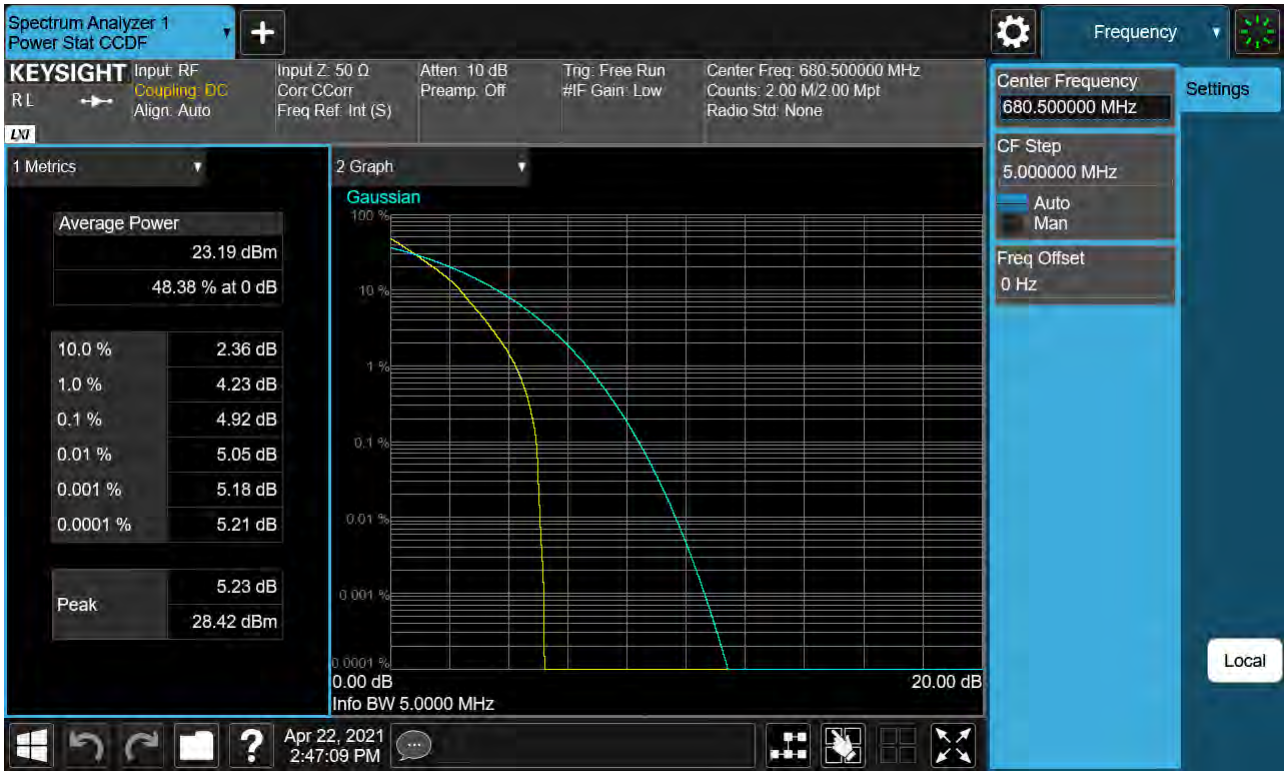 Spectrum Analyzer 1
Power Stat CCDF
+
Frequency
KEYSIGHT
RL
LXI
Input: RF
Coupling: DC
Align: Auto
Input Z: 50 Ω
Corr CCorr
Freq Ref: Int (S)
Atten: 10 dB
Preamp: Off
Trig: Free Run
#IF Gain: Low
Center Freq: 680.500000 MHz
Counts: 2.00 M/2.00 Mpt
Radio Std: None
Center Frequency
680.500000 MHz
Settings
CF Step
5.000000 MHz
Auto
Man
Freq Offset
0 Hz
1 Metrics
Average Power
23.19 dBm
48.38 % at 0 dB
10.0 % 2.36 dB
1.0 % 4.23 dB
0.1 % 4.92 dB
0.01 % 5.05 dB
0.001 % 5.18 dB
0.0001 % 5.21 dB
Peak
5.23 dB
28.42 dBm
2 Graph
Gaussian
100 %
10 %
1 %
0.1 %
0.01 %
0.001 %
0.0001 %
0.00 dB 20.00 dB
Info BW 5.0000 MHz
Local
?
Apr 22, 2021
2:47:09 PM